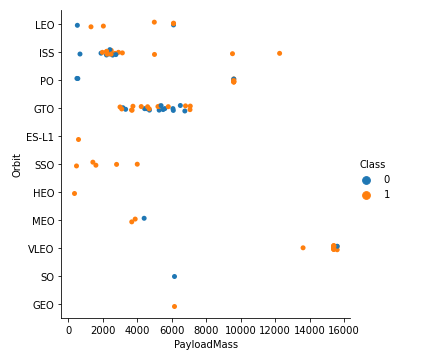 LEO
ISS
PO
GTO
ES-L1
SSO
HEO
MEO
VLEO
SO
GEO
Orbit
0 2000 4000 6000 8000 10000 12000 14000 16000
PayloadMass
Class
0
1